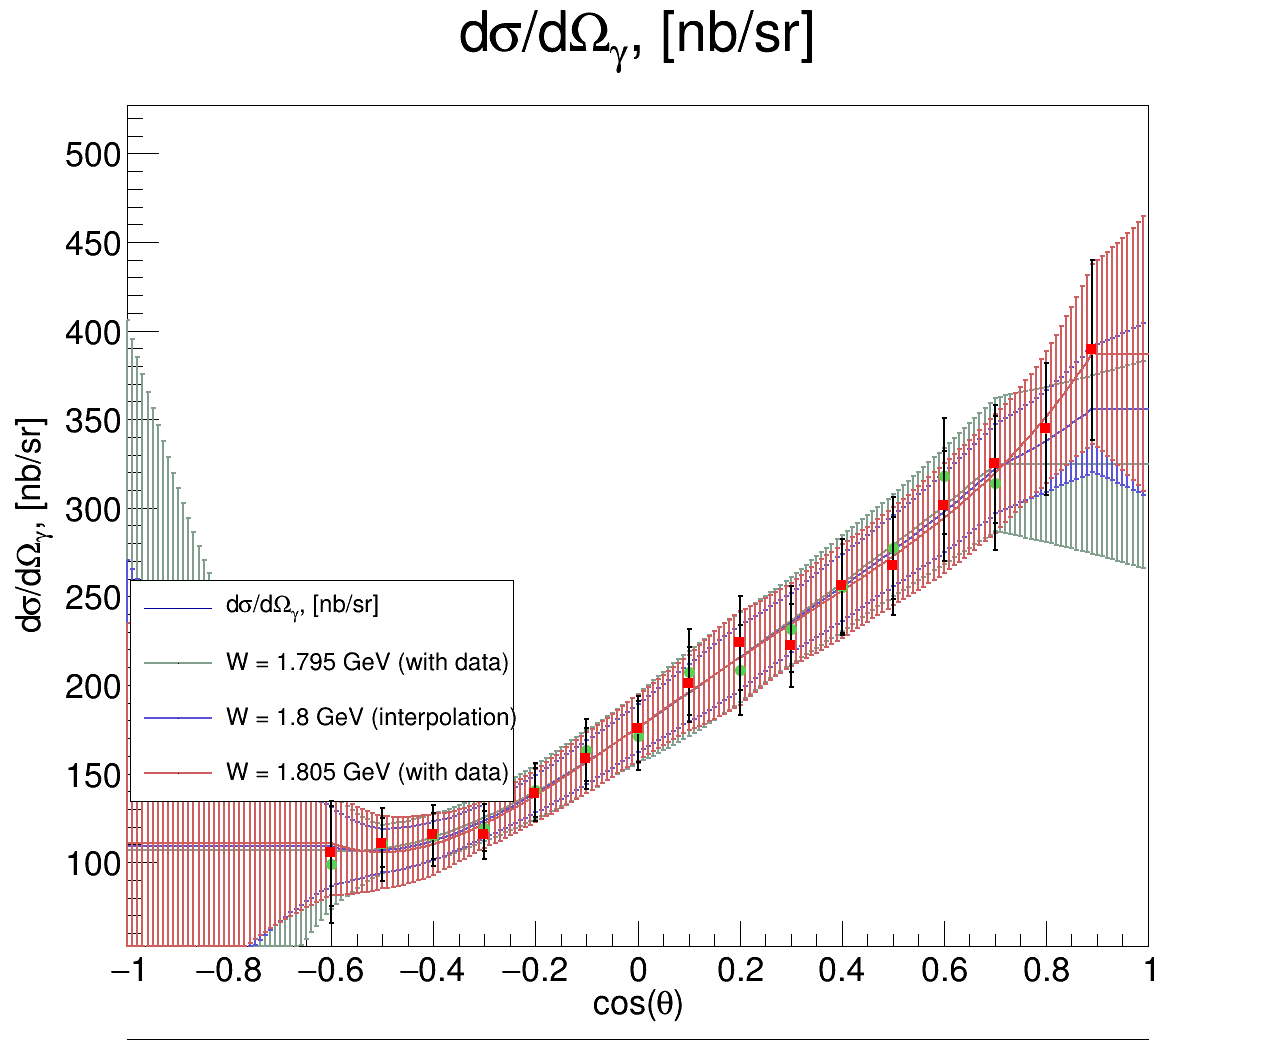 dσ/dΩγ, [nb/sr]
dσ/dΩγ, [nb/sr]
500
450
400
350
300
250
200
150
100
dσ/dΩγ, [nb/sr]
W = 1.795 GeV (with data)
W = 1.8 GeV (interpolation)
W = 1.805 GeV (with data)
−1 −0.8 −0.6 −0.4 −0.2 0 0.2 0.4 0.6 0.8 1
cos(θ)